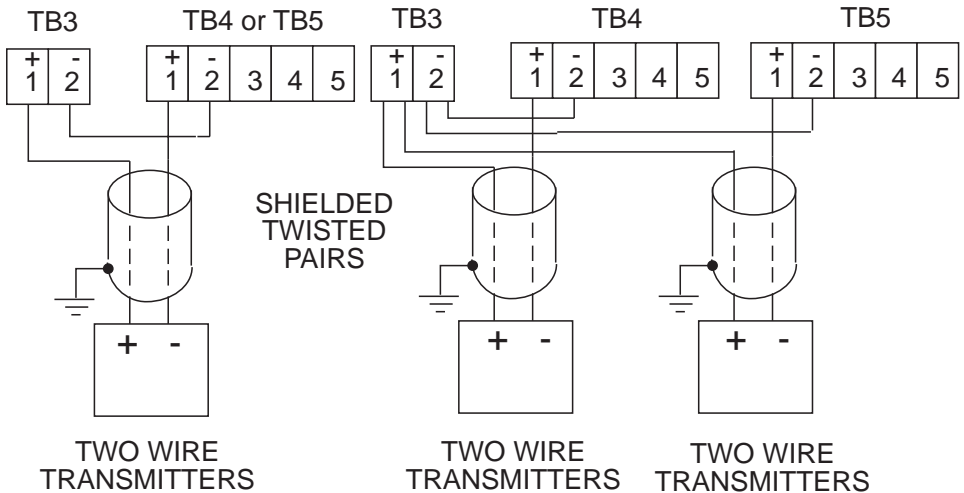 TB3 TB4 or TB5 TB3 TB4 TB5
+ - + - + - + - + -
1 2 1 2 3 4 5 1 2 1 2 3 4 5 1 2 3 4 5
SHIELDED
TWISTED
PAIRS
+ - + - + -
TWO WIRE
TRANSMITTERS
TWO WIRE
TRANSMITTERS
TWO WIRE
TRANSMITTERS